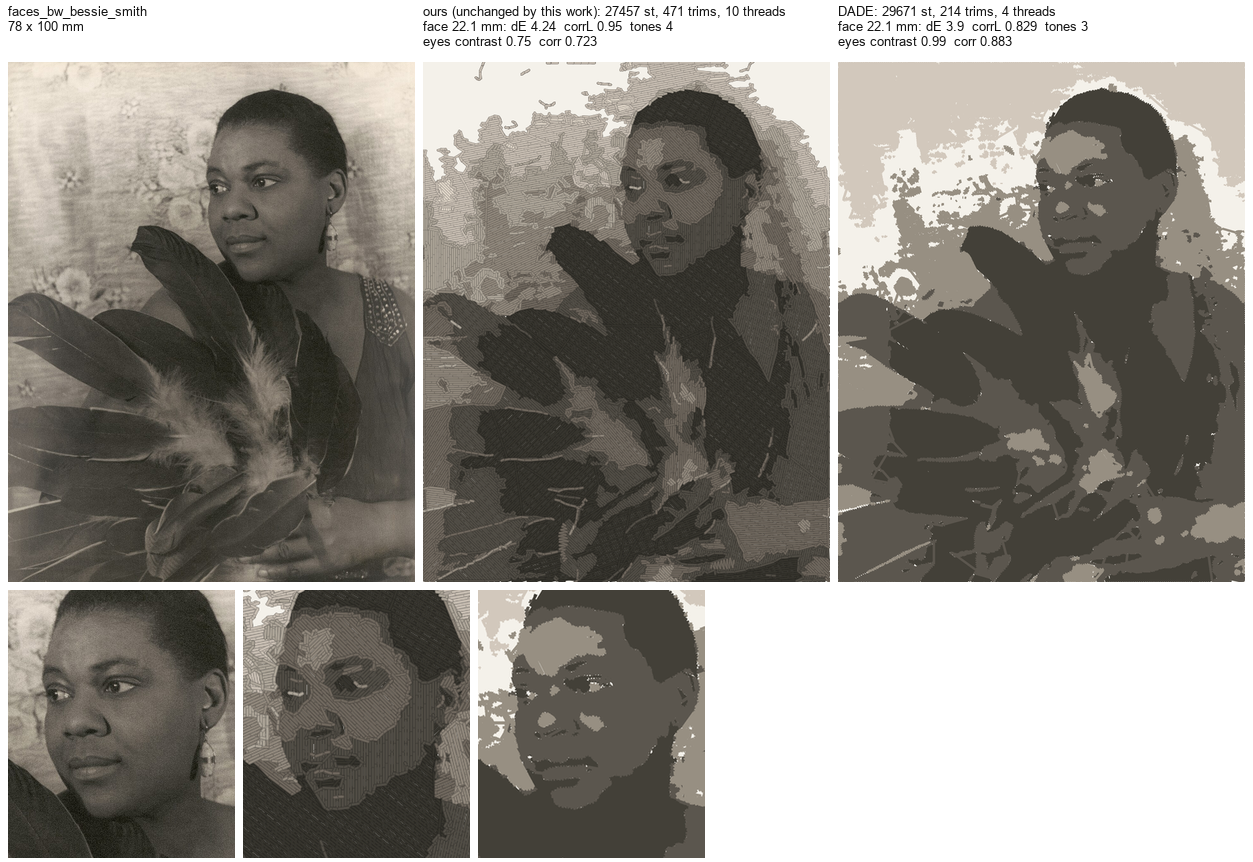 faces_bw_bessie_smith
78 x 100 mm
ours (unchanged by this work): 27457 st, 471 trims, 10 threads
face 22.1 mm: dE 4.24  corrL 0.95  tones 4
eyes contrast 0.75  corr 0.723
DADE: 29671 st, 214 trims, 4 threads
face 22.1 mm: dE 3.9  corrL 0.829  tones 3
eyes contrast 0.99  corr 0.883